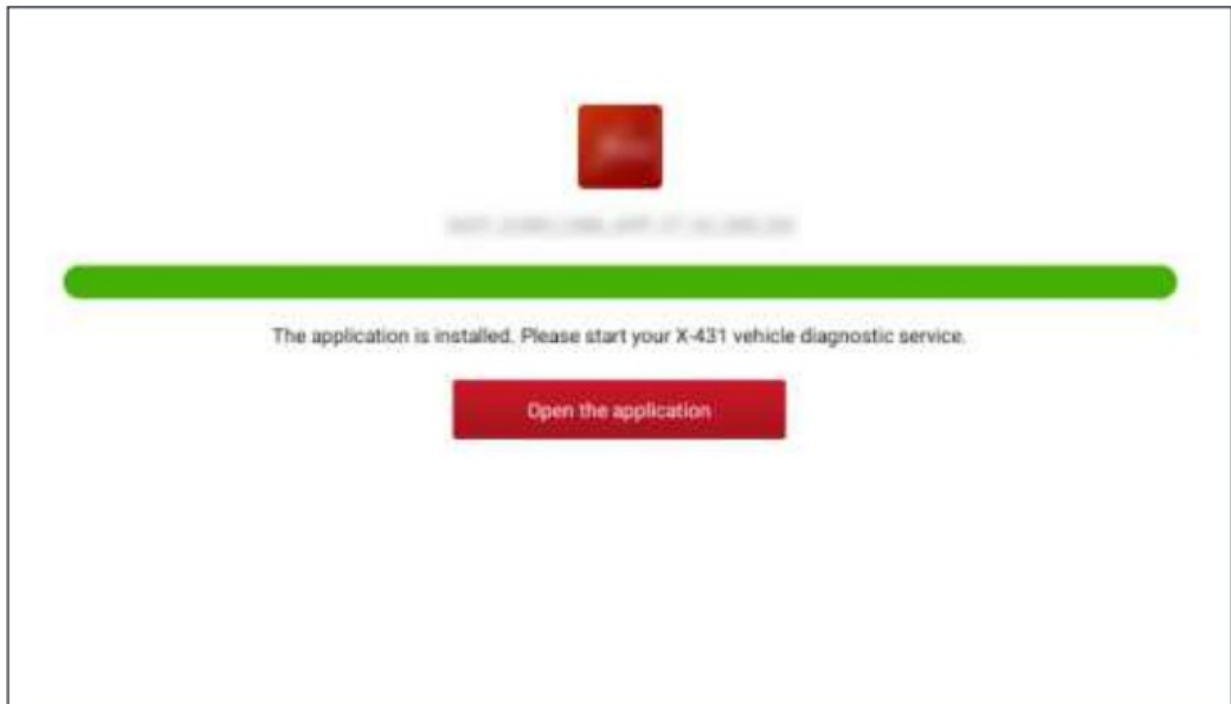 The application is installed. Please start your X-431 vehicle diagnostic service.
Open the application